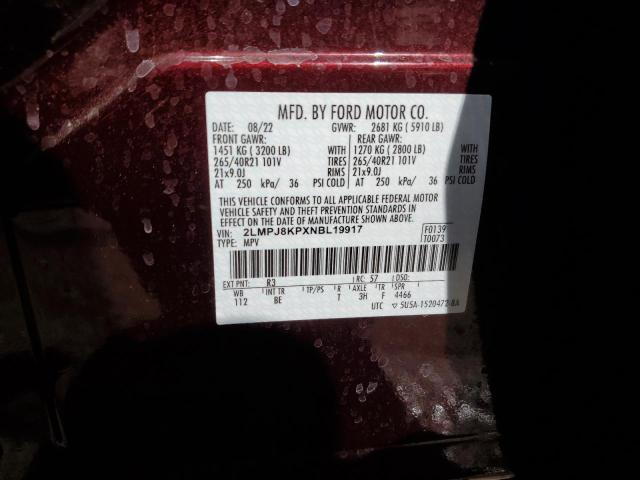 MFD. BY FORD MOTOR CO.
DATE: 08/22 GVWR: 2681 KG ( 5910 LB)
FRONT GAWR: REAR GAWR:
1451 KG ( 3200 LB) WITH 1270 KG ( 2800 LB) WITH
265/40R21 101V TIRES 265/40R21 101V TIRES
21x9.0J RIMS 21x9.0J RIMS
AT 250 kPa/ 36 PSI COLD AT 250 kPa/ 36 PSI COLD
THIS VEHICLE CONFORMS TO ALL APPLICABLE FEDERAL MOTOR
VEHICLE SAFETY AND THEFT PREVENTION STANDARDS IN
EFFECT ON THE DATE OF MANUFACTURE SHOWN ABOVE.
VIN: 2LMPJ8KPXNBL19917 F0139
TYPE: MPV T0073
EXT PNT: R3 RC: 57 DSO:
WB INT TR TP/PS R AXLE TR SPR
112 BE T 3H F 4466
UTC 5U5A-1520472-BA